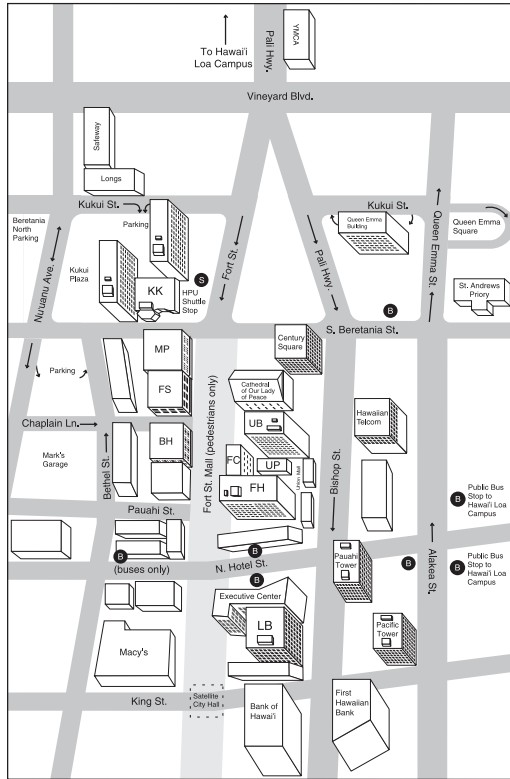 To Hawai'i
Loa Campus
Pali Hwy.
YMCA
Vineyard Blvd.
Safeway
Longs
Kukui St.
Kukui St.
Parking
Beretania
North
Parking
Queen Emma
Building
Queen Emma
Square
Nu'uanu Ave.
Kukui
Plaza
KK
S
HPU
Shuttle
Stop
Fort St.
Pali Hwy.
Queen Emma St.
St. Andrews
Priory
B
S. Beretania St.
MP
Century
Square
Parking
FS
Cathedral
of Our Lady
of Peace
Chaplain Ln.
BH
UB
Hawaiian
Telcom
Mark's
Garage
Bethel St.
Fort St. Mall (pedestrians only)
FC
UP
Union Mall
FH
Bishop St.
Pauahi St.
B
Public Bus
Stop to
Hawai'i Loa
Campus
B
(buses only)
N. Hotel St.
B
B
Pauahi
Tower
B
Alakea St.
B
Public Bus
Stop to
Hawai'i Loa
Campus
Executive Center
LB
Macy's
Pacific
Tower
King St.
Satellite
City Hall
Bank of
Hawai'i
First
Hawaiian
Bank